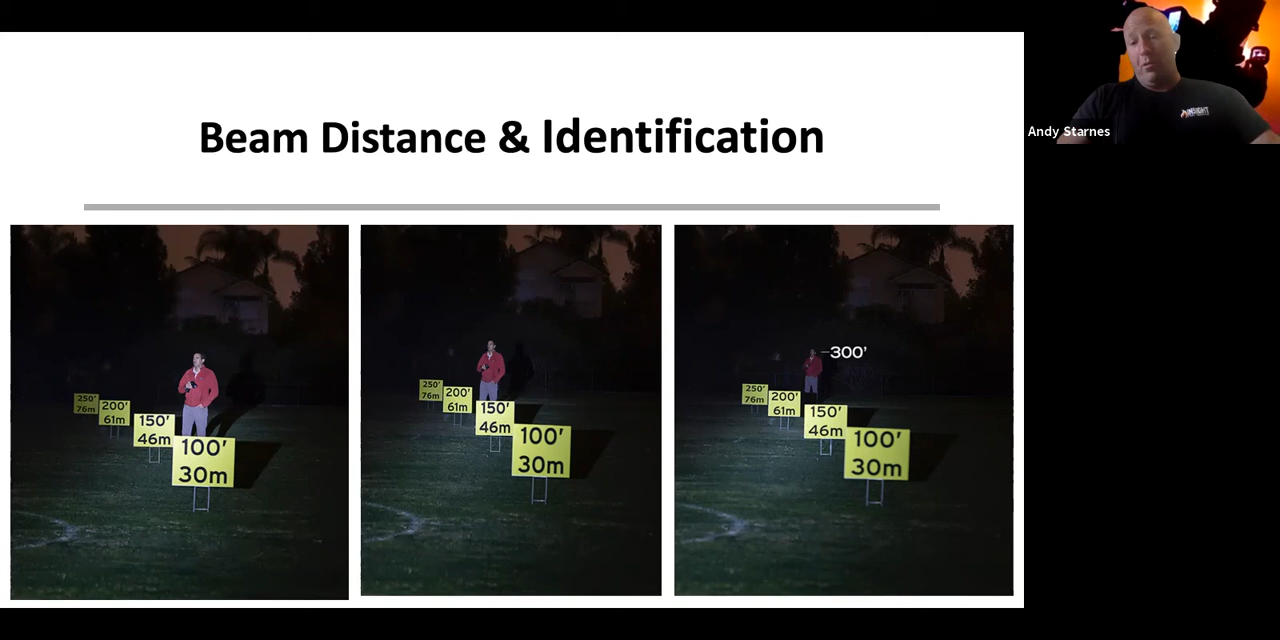 Beam Distance & Identification
Andy Starnes
250'
76m
200'
61m
150'
46m
100'
30m
250'
76m
200'
61m
150'
46m
100'
30m
300'
250'
76m
200'
61m
150'
46m
100'
30m